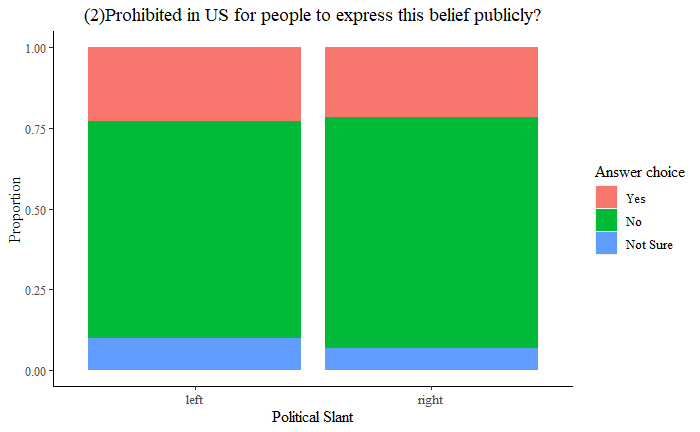 (2)Prohibited in US for people to express this belief publicly?
1.00
0.75
0.50
0.25
0.00
Proportion
left
right
Political Slant
Answer choice
Yes
No
Not Sure